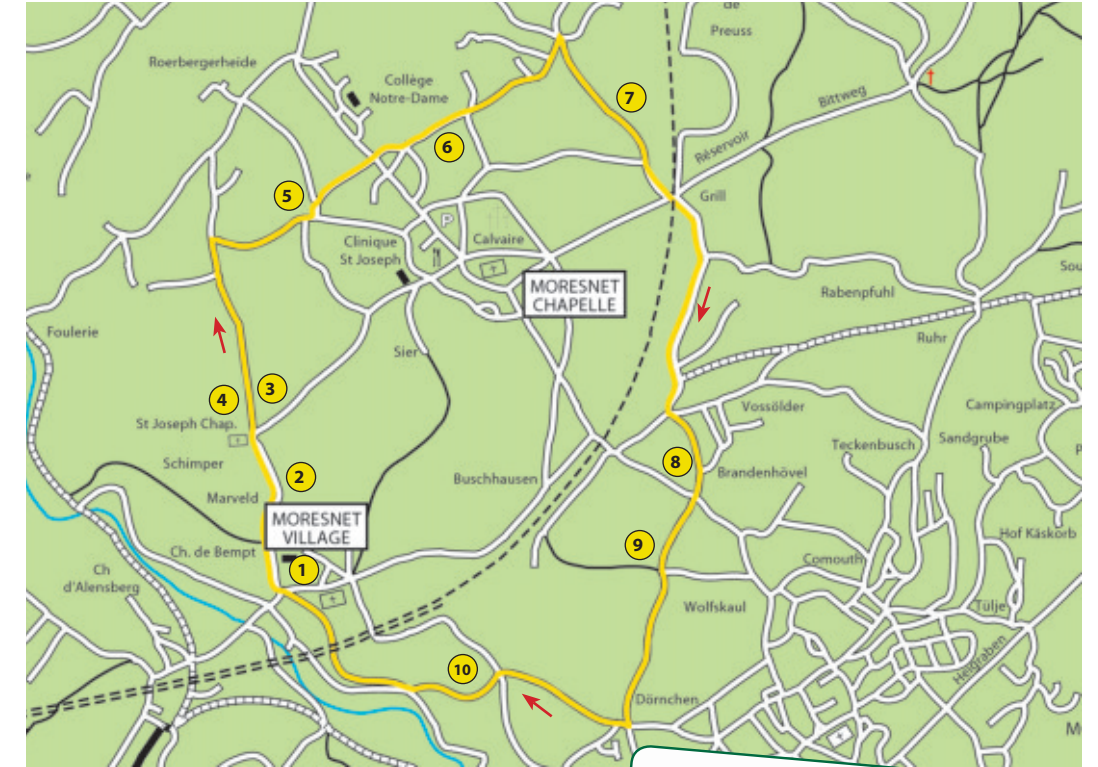 de
Preuss
Roerbergerheide
Collège
Notre-Dame
7
Bittweg
6
Réservoir
5
Grill
P
Clinique
St Joseph
Calvaire
MORESNET
CHAPELLE
Rabenpfuhl
Foulerie
Ruhr
Sier
3
4
Vossölder
Campingplatz
St Joseph Chap.
Teckenbusch
Sandgrube
Schimper
8
Brandenhövel
2
Buschhausen
Marveld
MORESNET
VILLAGE
Hof Käskorb
9
Ch. de Bempt
Comouth
1
Ch
d'Alensberg
Wolfskaul
Tülje
Heigraben
10
Dörnchen